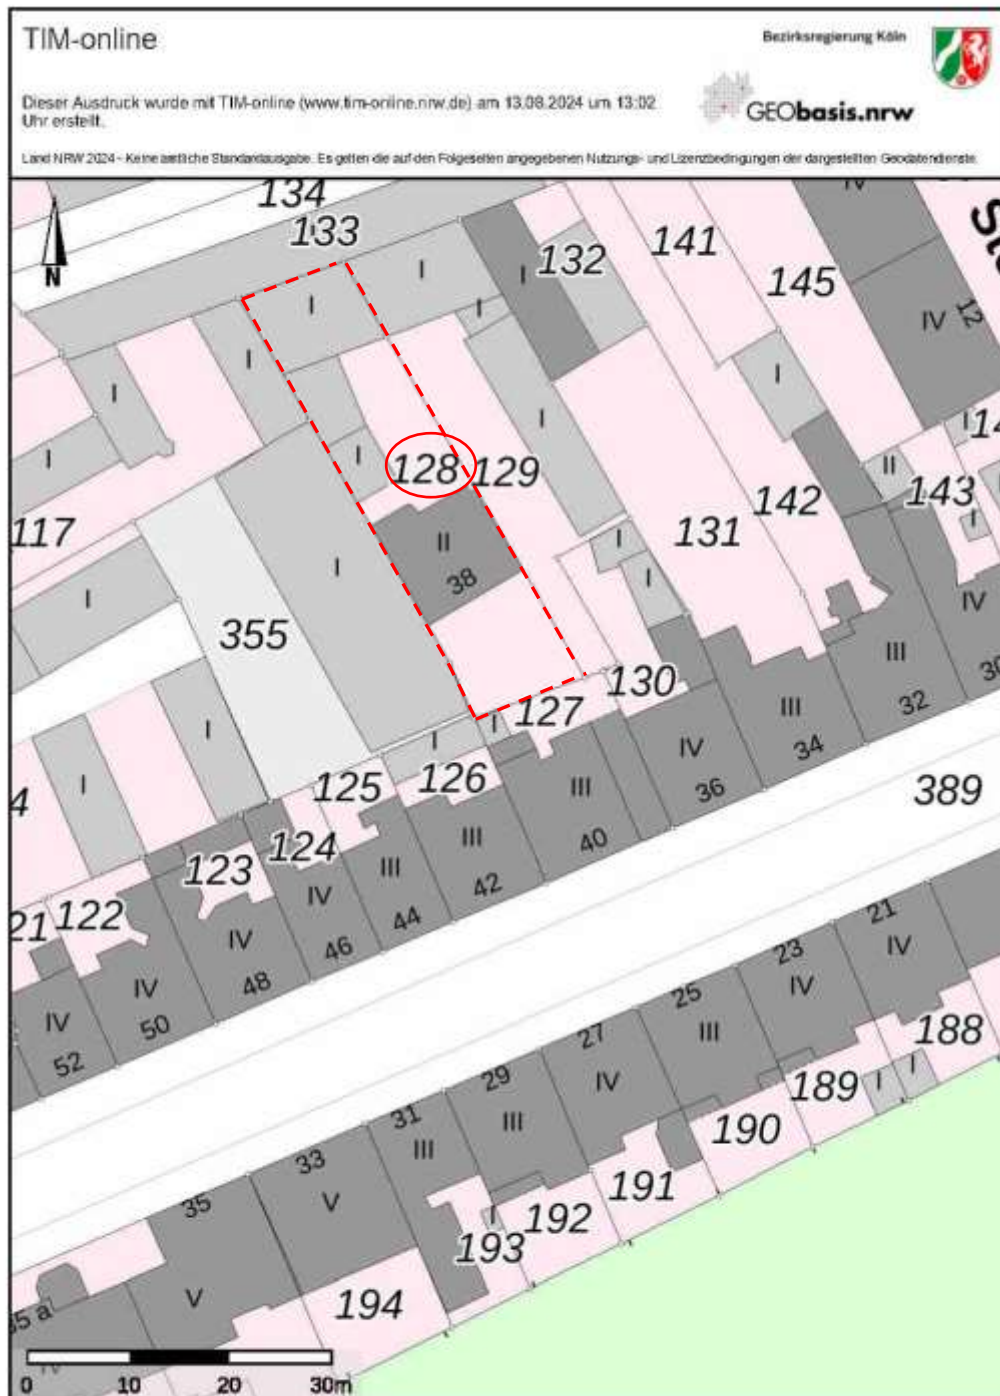 TIM-online
Bezirksregierung Köln
Dieser Ausdruck wurde mit TIM-online (www.tim-online.nrw.de) am 13.08.2024 um 13:02
Uhr erstellt.
GEObasis.nrw
Land NRW 2024 - Keine amtliche Standardausgabe. Es gelten die auf den Folgeseiten angegebenen Nutzungs- und Lizenzbedingungen der dargestellten Geodatendienste.
134
133
N
I
I
I
132
141
145
IV
IV
12
I
I
I
I
I
I
I
I
128
129
117
I
I
II
38
355
I
I
131
142
II
143
I
I
IV
30
III
32
III
34
130
127
I
IV
36
III
40
126
I
III
42
125
124
III
44
IV
46
123
IV
48
122
IV
50
IV
52
I
I
389
21
IV
23
IV
25
III
27
IV
29
III
31
III
33
V
35
V
35 a
188
I
I
189
190
191
192
I
193
194
0 10 20 30m